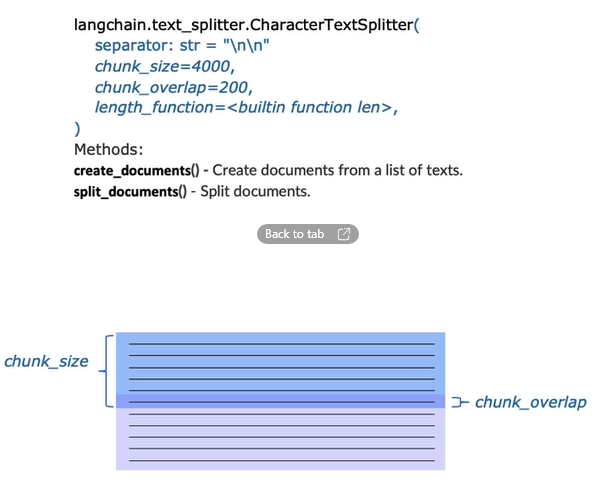 langchain.text_splitter.CharacterTextSplitter(
separator: str = "\n\n"
chunk_size=4000,
chunk_overlap=200,
length_function=<builtin function len>,
)
Methods:
create_documents() - Create documents from a list of texts.
split_documents() - Split documents.
Back to tab
chunk_size
chunk_overlap